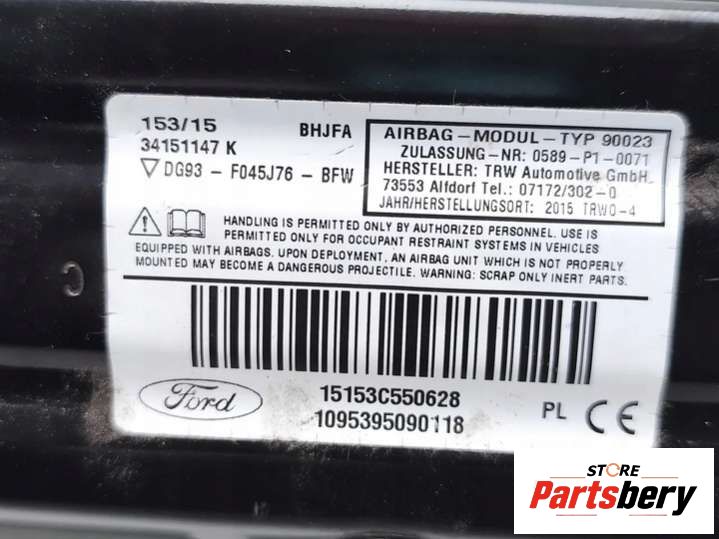 153/15
BHJFA
34151147 K
DG93 - F045J76 - BFW
AIRBAG-MODUL-TYP 90023
ZULASSUNG-NR: 0589-P1-0071
HERSTELLER: TRW Automotive GmbH.
73553 Alfdorf Tel.: 07172/302-0
JAHR/HERSTELLUNGSORT: 2015 TRWO-4
HANDLING IS PERMITTED ONLY BY AUTHORIZED PERSONNEL. USE IS
PERMITTED ONLY FOR OCCUPANT RESTRAINT SYSTEMS IN VEHICLES
EQUIPPED WITH AIRBAGS. UPON DEPLOYMENT, AN AIRBAG UNIT WHICH IS NOT PROPERLY
MOUNTED MAY BECOME A DANGEROUS PROJECTILE. WARNING: SCRAP ONLY INERT PARTS.
Ford
15153C550628
1095395090118
PL CE
STORE
Partsbery